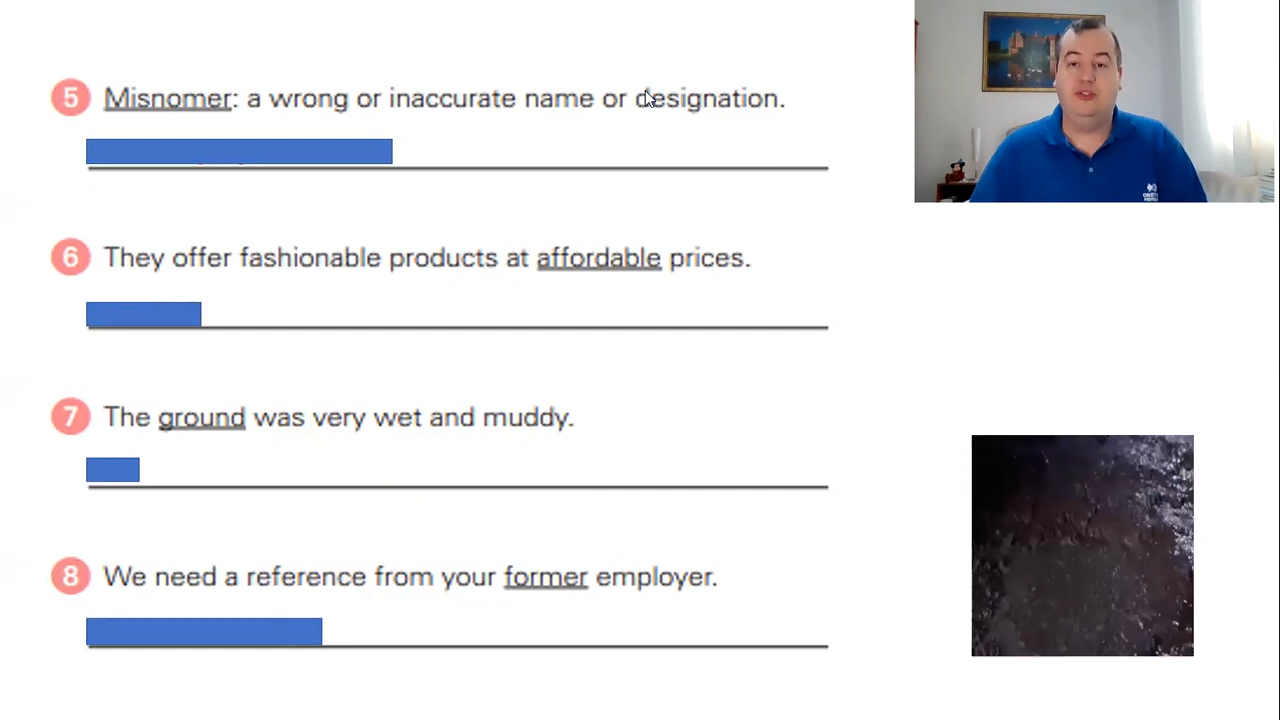 5 Misnomer: a wrong or inaccurate name or designation.
6 They offer fashionable products at affordable prices.
7 The ground was very wet and muddy.
8 We need a reference from your former employer.